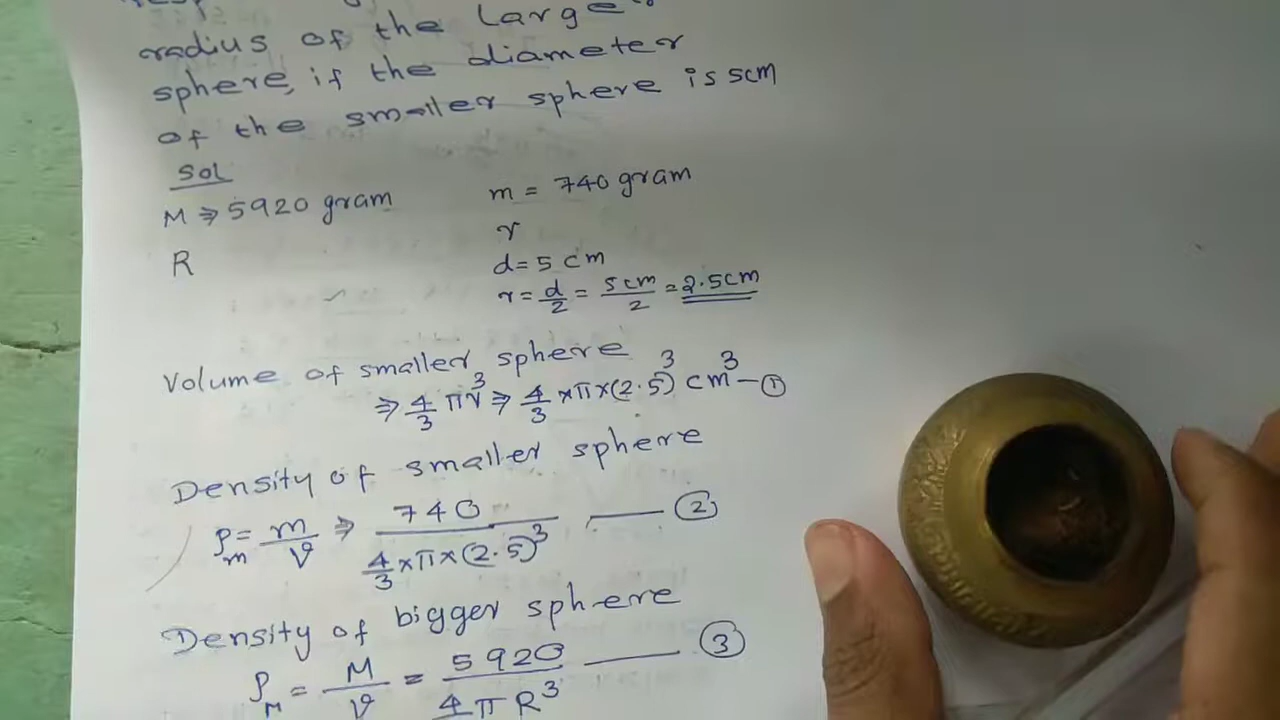 radius of the large
sphere, if the diameter
of the smaller sphere is 5cm
Sol
M ⇒ 5920 gram
m = 740 gram
R
r
d = 5 cm
r = d/2 = 5cm/2 = 2.5cm
Volume of smaller sphere
⇒ 4/3 πr³ ⇒ 4/3 × π × (2.5)³ cm³ — ①
Density of smaller sphere
ρm = m/V ⇒ 740 / 4/3 × π × (2.5)³ — ②
Density of bigger sphere
ρM = M/V = 5920 / 4 π R³ — ③